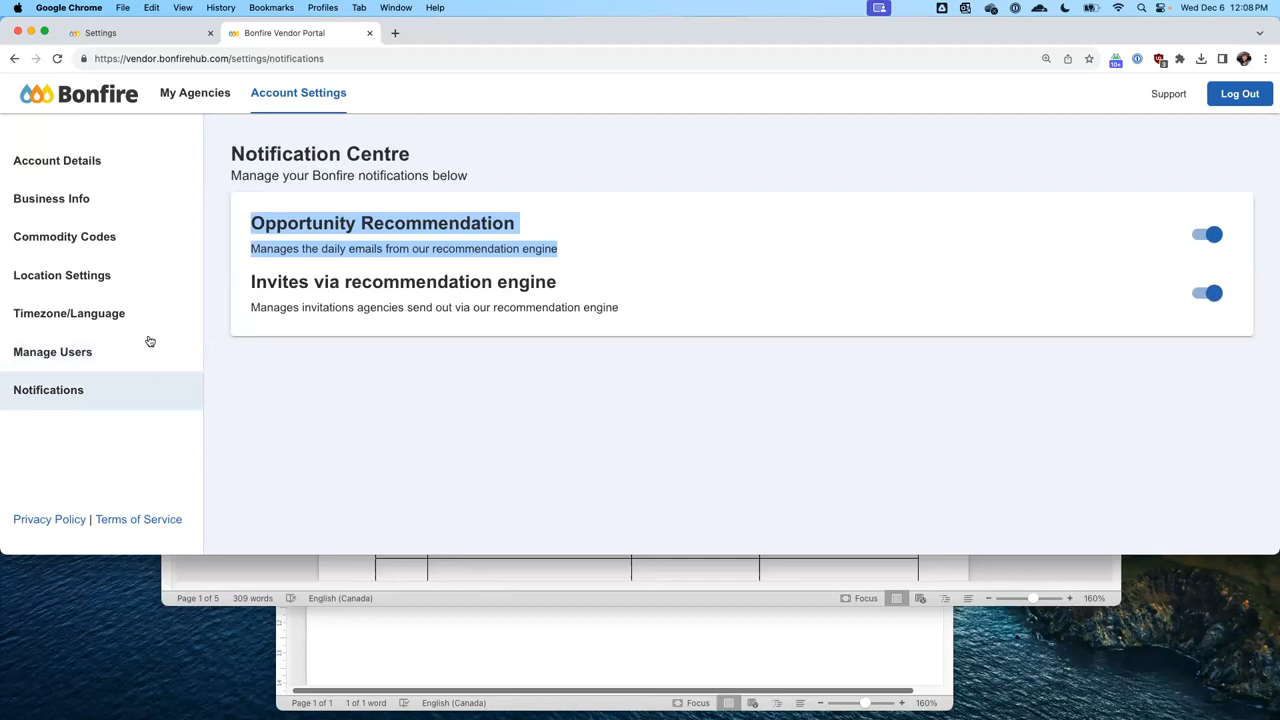 Google Chrome File Edit View History Bookmarks Profiles Tab Window Help Wed Dec 6 12:08 PM
Settings Bonfire Vendor Portal
https://vendor.bonfirehub.com/settings/notifications
10+ 3
Bonfire My Agencies Account Settings Support Log Out
Account Details
Business Info
Commodity Codes
Location Settings
Timezone/Language
Manage Users
Notifications
Privacy Policy | Terms of Service
Notification Centre
Manage your Bonfire notifications below
Opportunity Recommendation
Manages the daily emails from our recommendation engine
Invites via recommendation engine
Manages invitations agencies send out via our recommendation engine
Page 1 of 5 309 words English (Canada) Focus 160%
Page 1 of 1 1 of 1 word English (Canada) Focus 160%